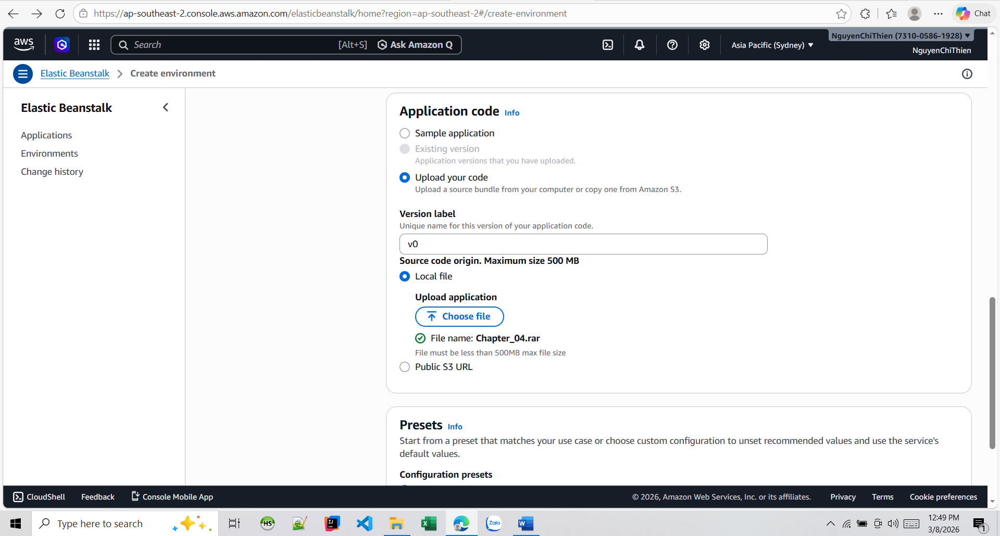 https://ap-southeast-2.console.aws.amazon.com/elasticbeanstalk/home?region=ap-southeast-2#/create-environment
Chat
aws
Search
[Alt+S]
Ask Amazon Q
Asia Pacific (Sydney)
NguyenChiThien (7310-0586-1928)
NguyenChiThien
Elastic Beanstalk
Create environment
Elastic Beanstalk
Applications
Environments
Change history
Application code Info
Sample application
Existing version
Application versions that you have uploaded.
Upload your code
Upload a source bundle from your computer or copy one from Amazon S3.
Version label
Unique name for this version of your application code.
v0
Source code origin. Maximum size 500 MB
Local file
Upload application
Choose file
File name: Chapter_04.rar
File must be less than 500MB max file size
Public S3 URL
Presets Info
Start from a preset that matches your use case or choose custom configuration to unset recommended values and use the service's
default values.
Configuration presets
CloudShell
Feedback
Console Mobile App
© 2026, Amazon Web Services, Inc. or its affiliates.
Privacy
Terms
Cookie preferences
Type here to search
HS
IJ
Zalo
W
12:49 PM
3/8/2026
1